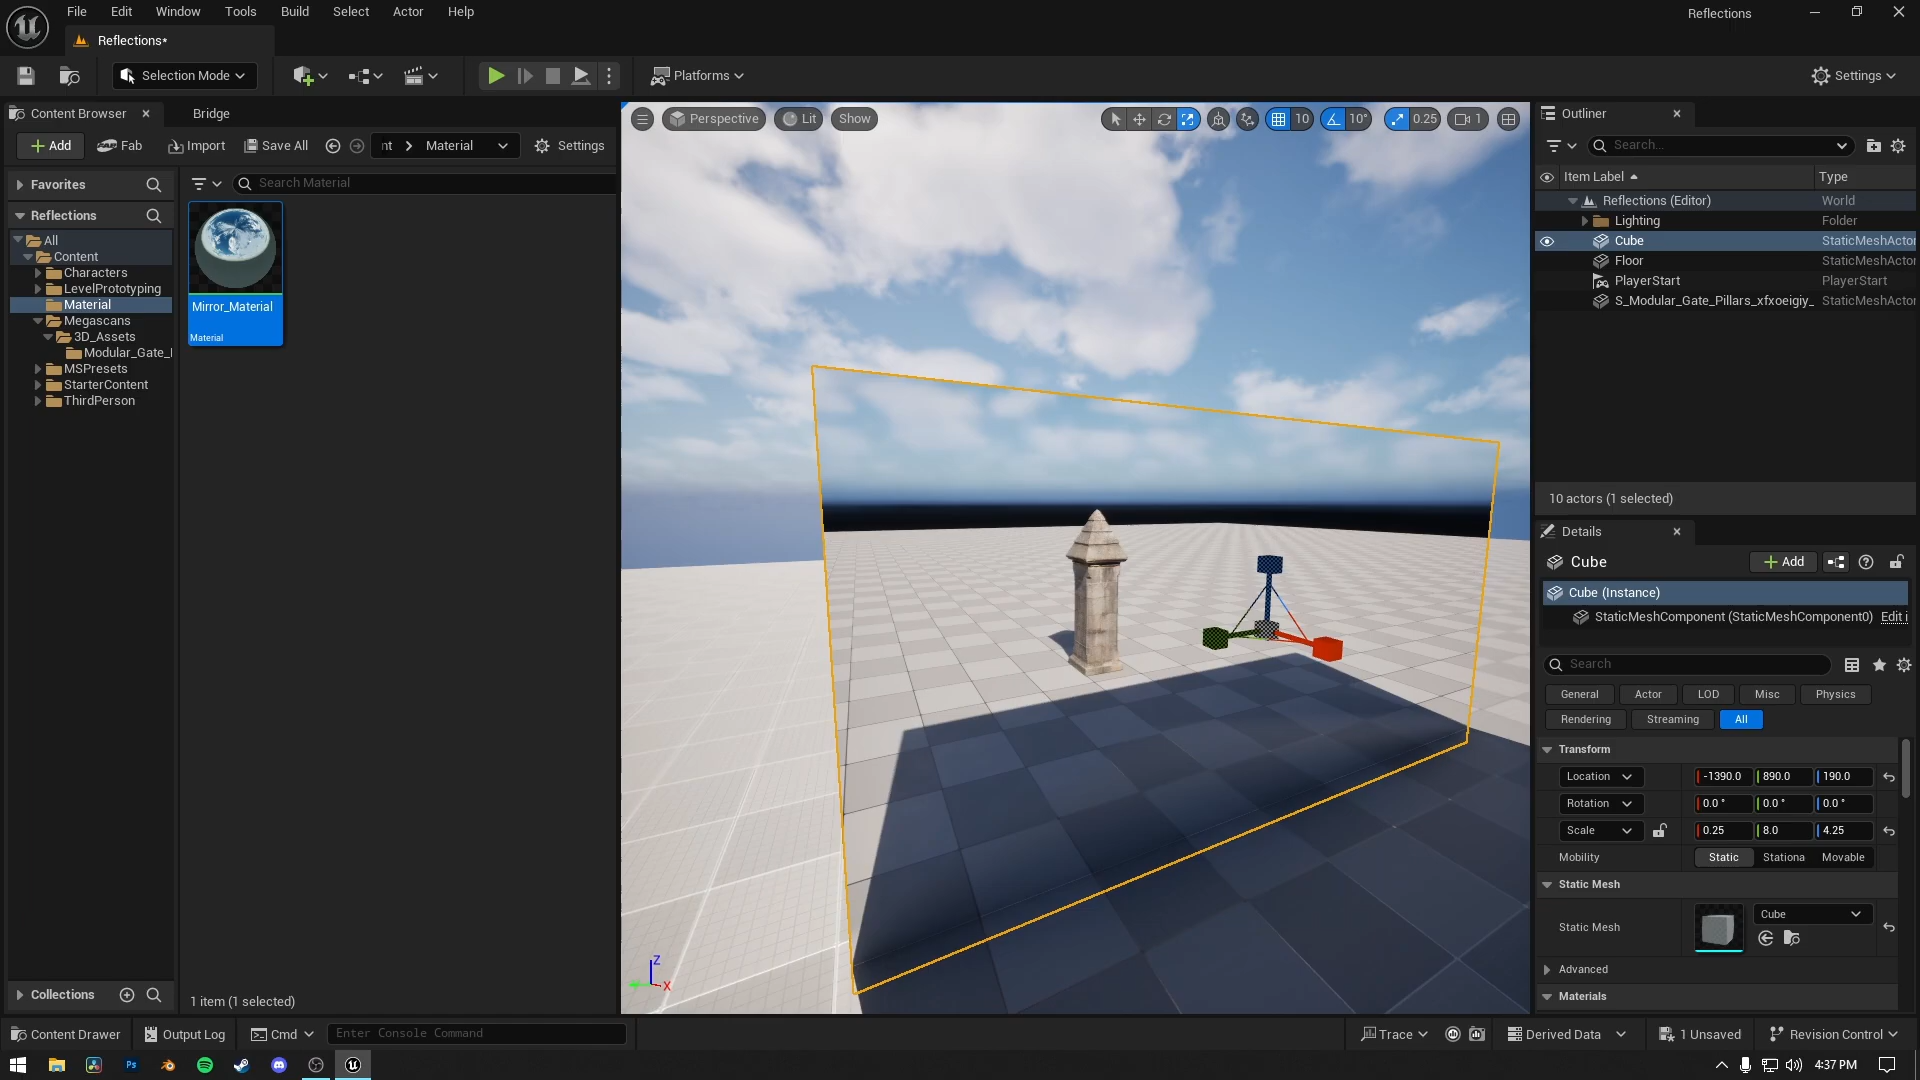 File Edit Window Tools Build Select Actor Help
Reflections
Reflections*
Selection Mode
Platforms
Settings
Content Browser
Bridge
Add
Fab
Import
Save All
nt
Material
Settings
Favorites
Search Material
Reflections
All
Content
Characters
LevelPrototyping
Material
Megascans
3D_Assets
Modular_Gate_
MSPresets
StarterContent
ThirdPerson
Mirror_Material
Material
Collections
1 item (1 selected)
Perspective
Lit
Show
10
10°
0.25
1
Z
X
Outliner
Search...
Item Label
Type
Reflections (Editor)
World
Lighting
Folder
Cube
StaticMeshActor
Floor
StaticMeshActor
PlayerStart
PlayerStart
S_Modular_Gate_Pillars_xfxoeigiy_
StaticMeshActor
10 actors (1 selected)
Details
Cube
Add
Cube (Instance)
StaticMeshComponent (StaticMeshComponent0)
Edit i
Search
General Actor LOD Misc Physics
Rendering Streaming All
Transform
Location -1390.0 890.0 190.0
Rotation 0.0 ° 0.0 ° 0.0 °
Scale 0.25 8.0 4.25
Mobility Static Stationa Movable
Static Mesh
Static Mesh
Cube
Advanced
Materials
Content Drawer
Output Log
Cmd
Enter Console Command
Trace
Derived Data
1 Unsaved
Revision Control
Ps
4:37 PM